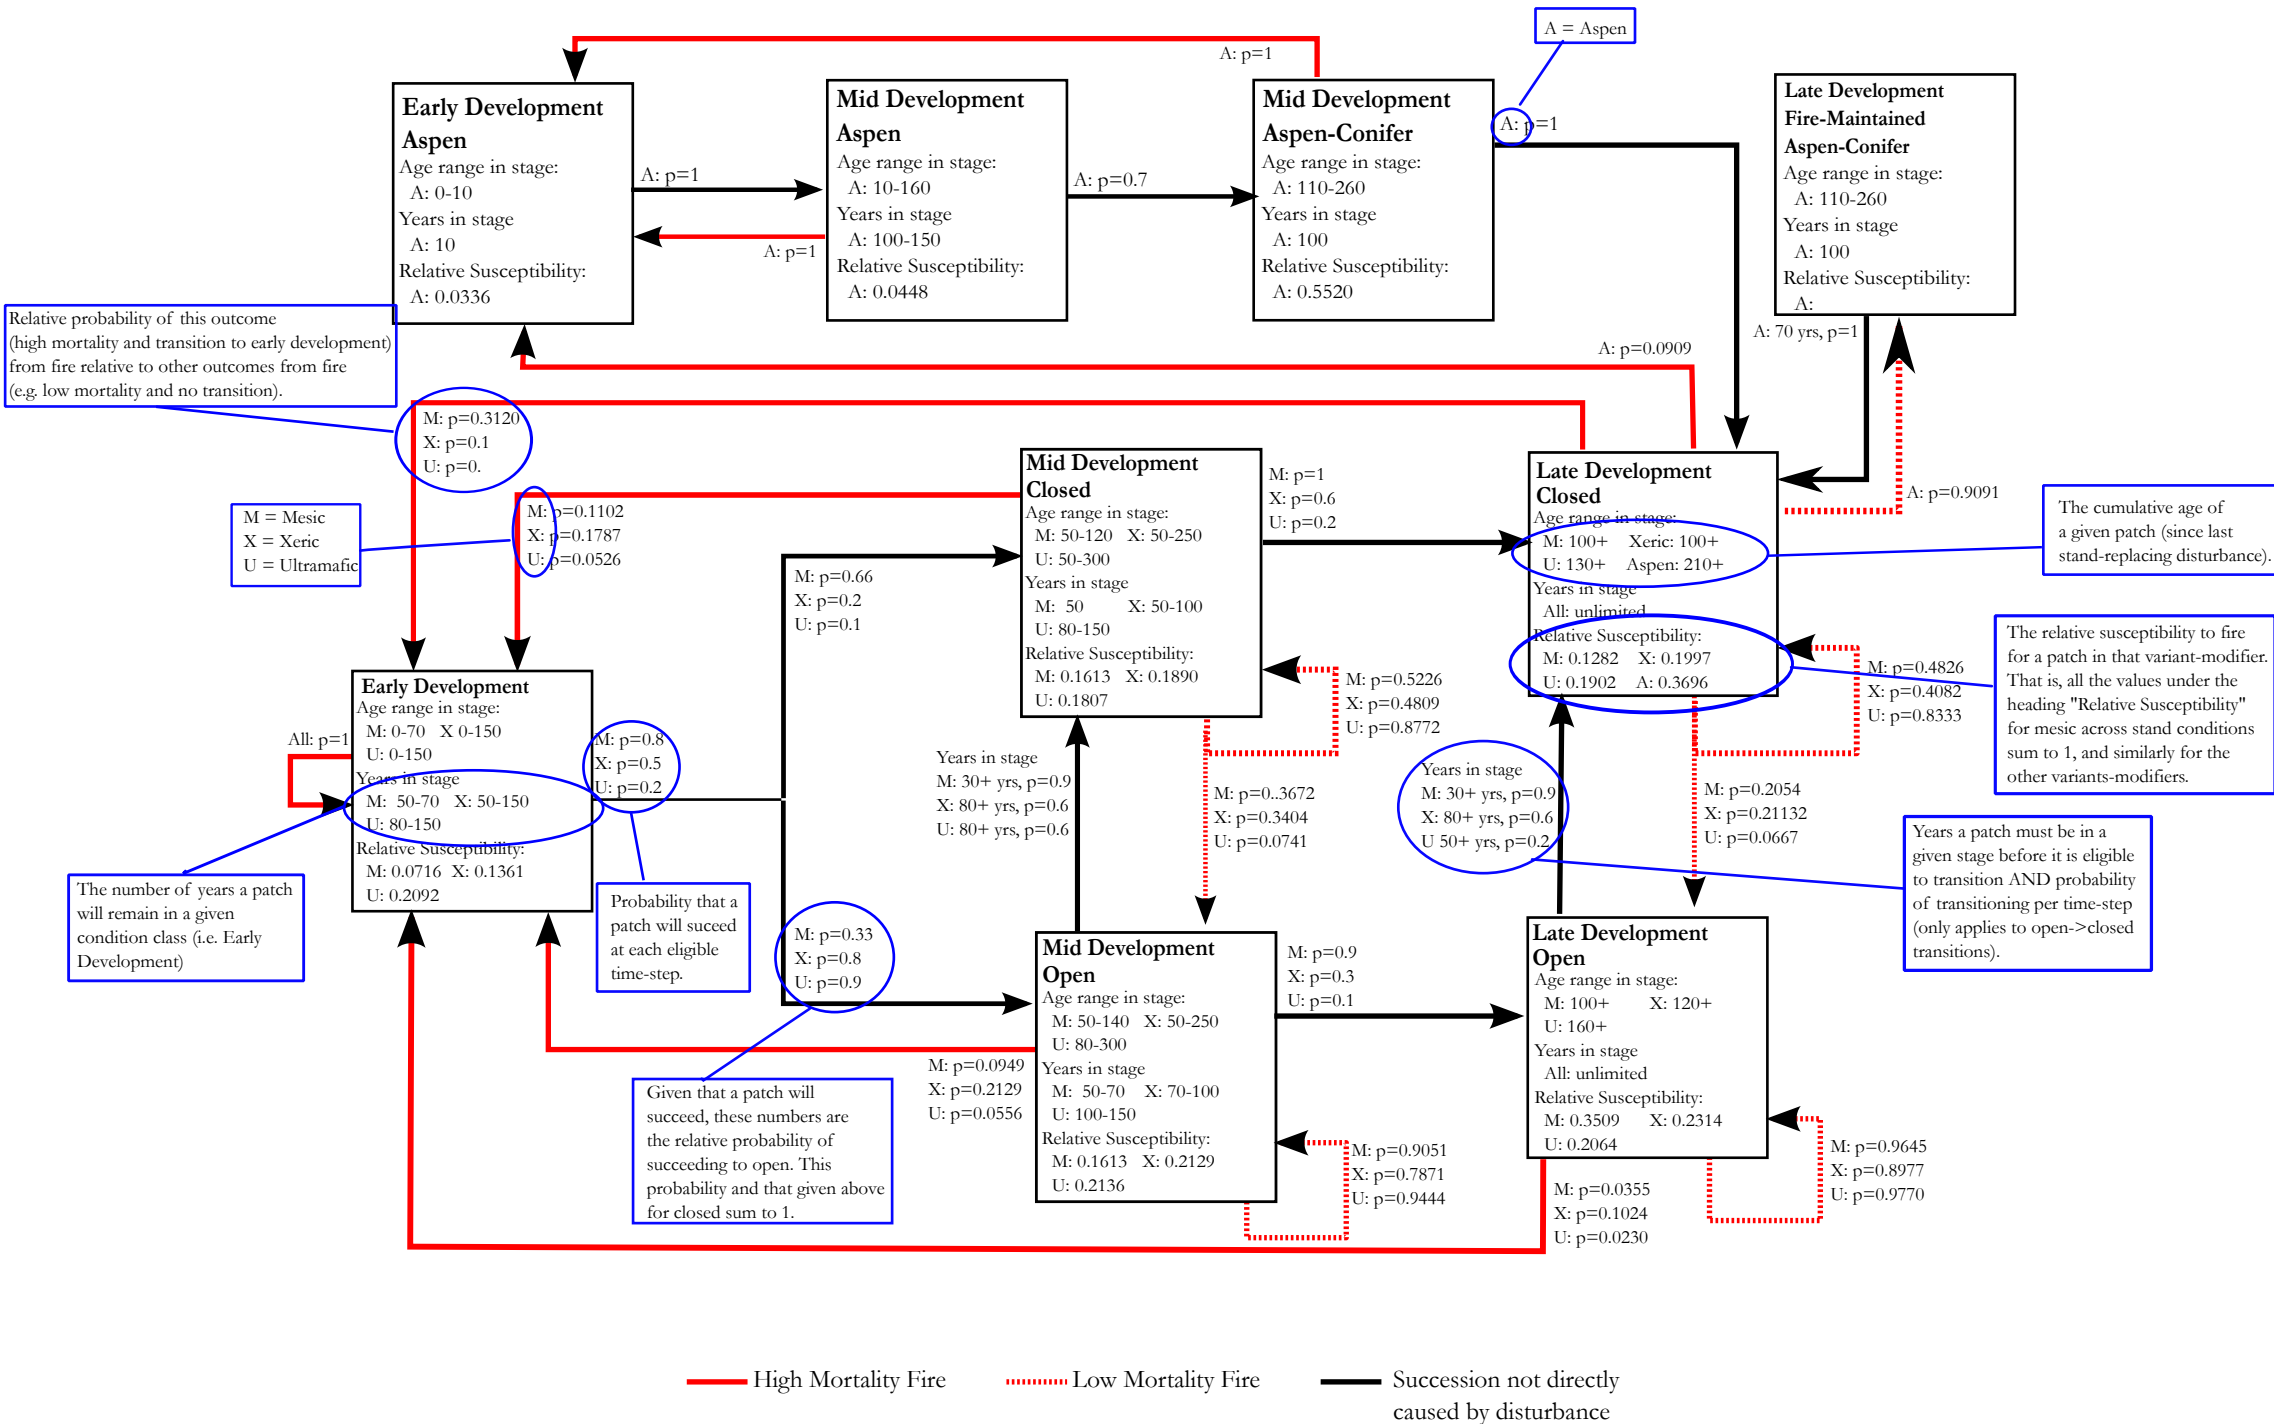 A = Aspen
A: p=1
Early Development
Aspen
Age range in stage:
A: 0-10
Years in stage
A: 10
Relative Susceptibility:
A: 0.0336
A: p=1
A: p=1
Mid Development
Aspen
Age range in stage:
A: 10-160
Years in stage
A: 100-150
Relative Susceptibility:
A: 0.0448
A: p=0.7
Mid Development
Aspen-Conifer
Age range in stage:
A: 110-260
Years in stage
A: 100
Relative Susceptibility:
A: 0.5520
A: p=1
Late Development
Fire-Maintained
Aspen-Conifer
Age range in stage:
A: 110-260
Years in stage
A: 100
Relative Susceptibility:
A:
A: 70 yrs, p=1
A: p=0.0909
A: p=0.9091
Relative probability of this outcome
(high mortality and transition to early development)
from fire relative to other outcomes from fire
(e.g. low mortality and no transition).
M: p=0.3120
X: p=0.1
U: p=0.
M = Mesic
X = Xeric
U = Ultramafic
M: p=0.1102
X: p=0.1787
U: p=0.0526
Mid Development
Closed
Age range in stage:
M: 50-120 X: 50-250
U: 50-300
Years in stage
M: 50 X: 50-100
U: 80-150
Relative Susceptibility:
M: 0.1613 X: 0.1890
U: 0.1807
M: p=1
X: p=0.6
U: p=0.2
Late Development
Closed
Age range in stage:
M: 100+ Xeric: 100+
U: 130+ Aspen: 210+
Years in stage
All: unlimited
Relative Susceptibility:
M: 0.1282 X: 0.1997
U: 0.1902 A: 0.3696
The cumulative age of
a given patch (since last
stand-replacing disturbance).
The relative susceptibility to fire
for a patch in that variant-modifier.
That is, all the values under the
heading "Relative Susceptibility"
for mesic across stand conditions
sum to 1, and similarly for the
other variants-modifiers.
M: p=0.4826
X: p=0.4082
U: p=0.8333
M: p=0.66
X: p=0.2
U: p=0.1
M: p=0.5226
X: p=0.4809
U: p=0.8772
Early Development
Age range in stage:
M: 0-70 X 0-150
U: 0-150
Years in stage
M: 50-70 X: 50-150
U: 80-150
Relative Susceptibility:
M: 0.0716 X: 0.1361
U: 0.2092
All: p=1
M: p=0.8
X: p=0.5
U: p=0.2
Years in stage
M: 30+ yrs, p=0.9
X: 80+ yrs, p=0.6
U: 80+ yrs, p=0.6
M: p=0..3672
X: p=0.3404
U: p=0.0741
Years in stage
M: 30+ yrs, p=0.9
X: 80+ yrs, p=0.6
U 50+ yrs, p=0.2
M: p=0.2054
X: p=0.21132
U: p=0.0667
Years a patch must be in a
given stage before it is eligible
to transition AND probability
of transitioning per time-step
(only applies to open->closed
transitions).
The number of years a patch
will remain in a given
condition class (i.e. Early
Development)
Probability that a
patch will suceed
at each eligible
time-step.
M: p=0.33
X: p=0.8
U: p=0.9
Mid Development
Open
Age range in stage:
M: 50-140 X: 50-250
U: 80-300
Years in stage
M: 50-70 X: 70-100
U: 100-150
Relative Susceptibility:
M: 0.1613 X: 0.2129
U: 0.2136
M: p=0.9
X: p=0.3
U: p=0.1
Late Development
Open
Age range in stage:
M: 100+ X: 120+
U: 160+
Years in stage
All: unlimited
Relative Susceptibility:
M: 0.3509 X: 0.2314
U: 0.2064
M: p=0.0949
X: p=0.2129
U: p=0.0556
Given that a patch will
succeed, these numbers are
the relative probability of
succeeding to open. This
probability and that given above
for closed sum to 1.
M: p=0.9051
X: p=0.7871
U: p=0.9444
M: p=0.0355
X: p=0.1024
U: p=0.0230
M: p=0.9645
X: p=0.8977
U: p=0.9770
High Mortality Fire
Low Mortality Fire
Succession not directly
caused by disturbance